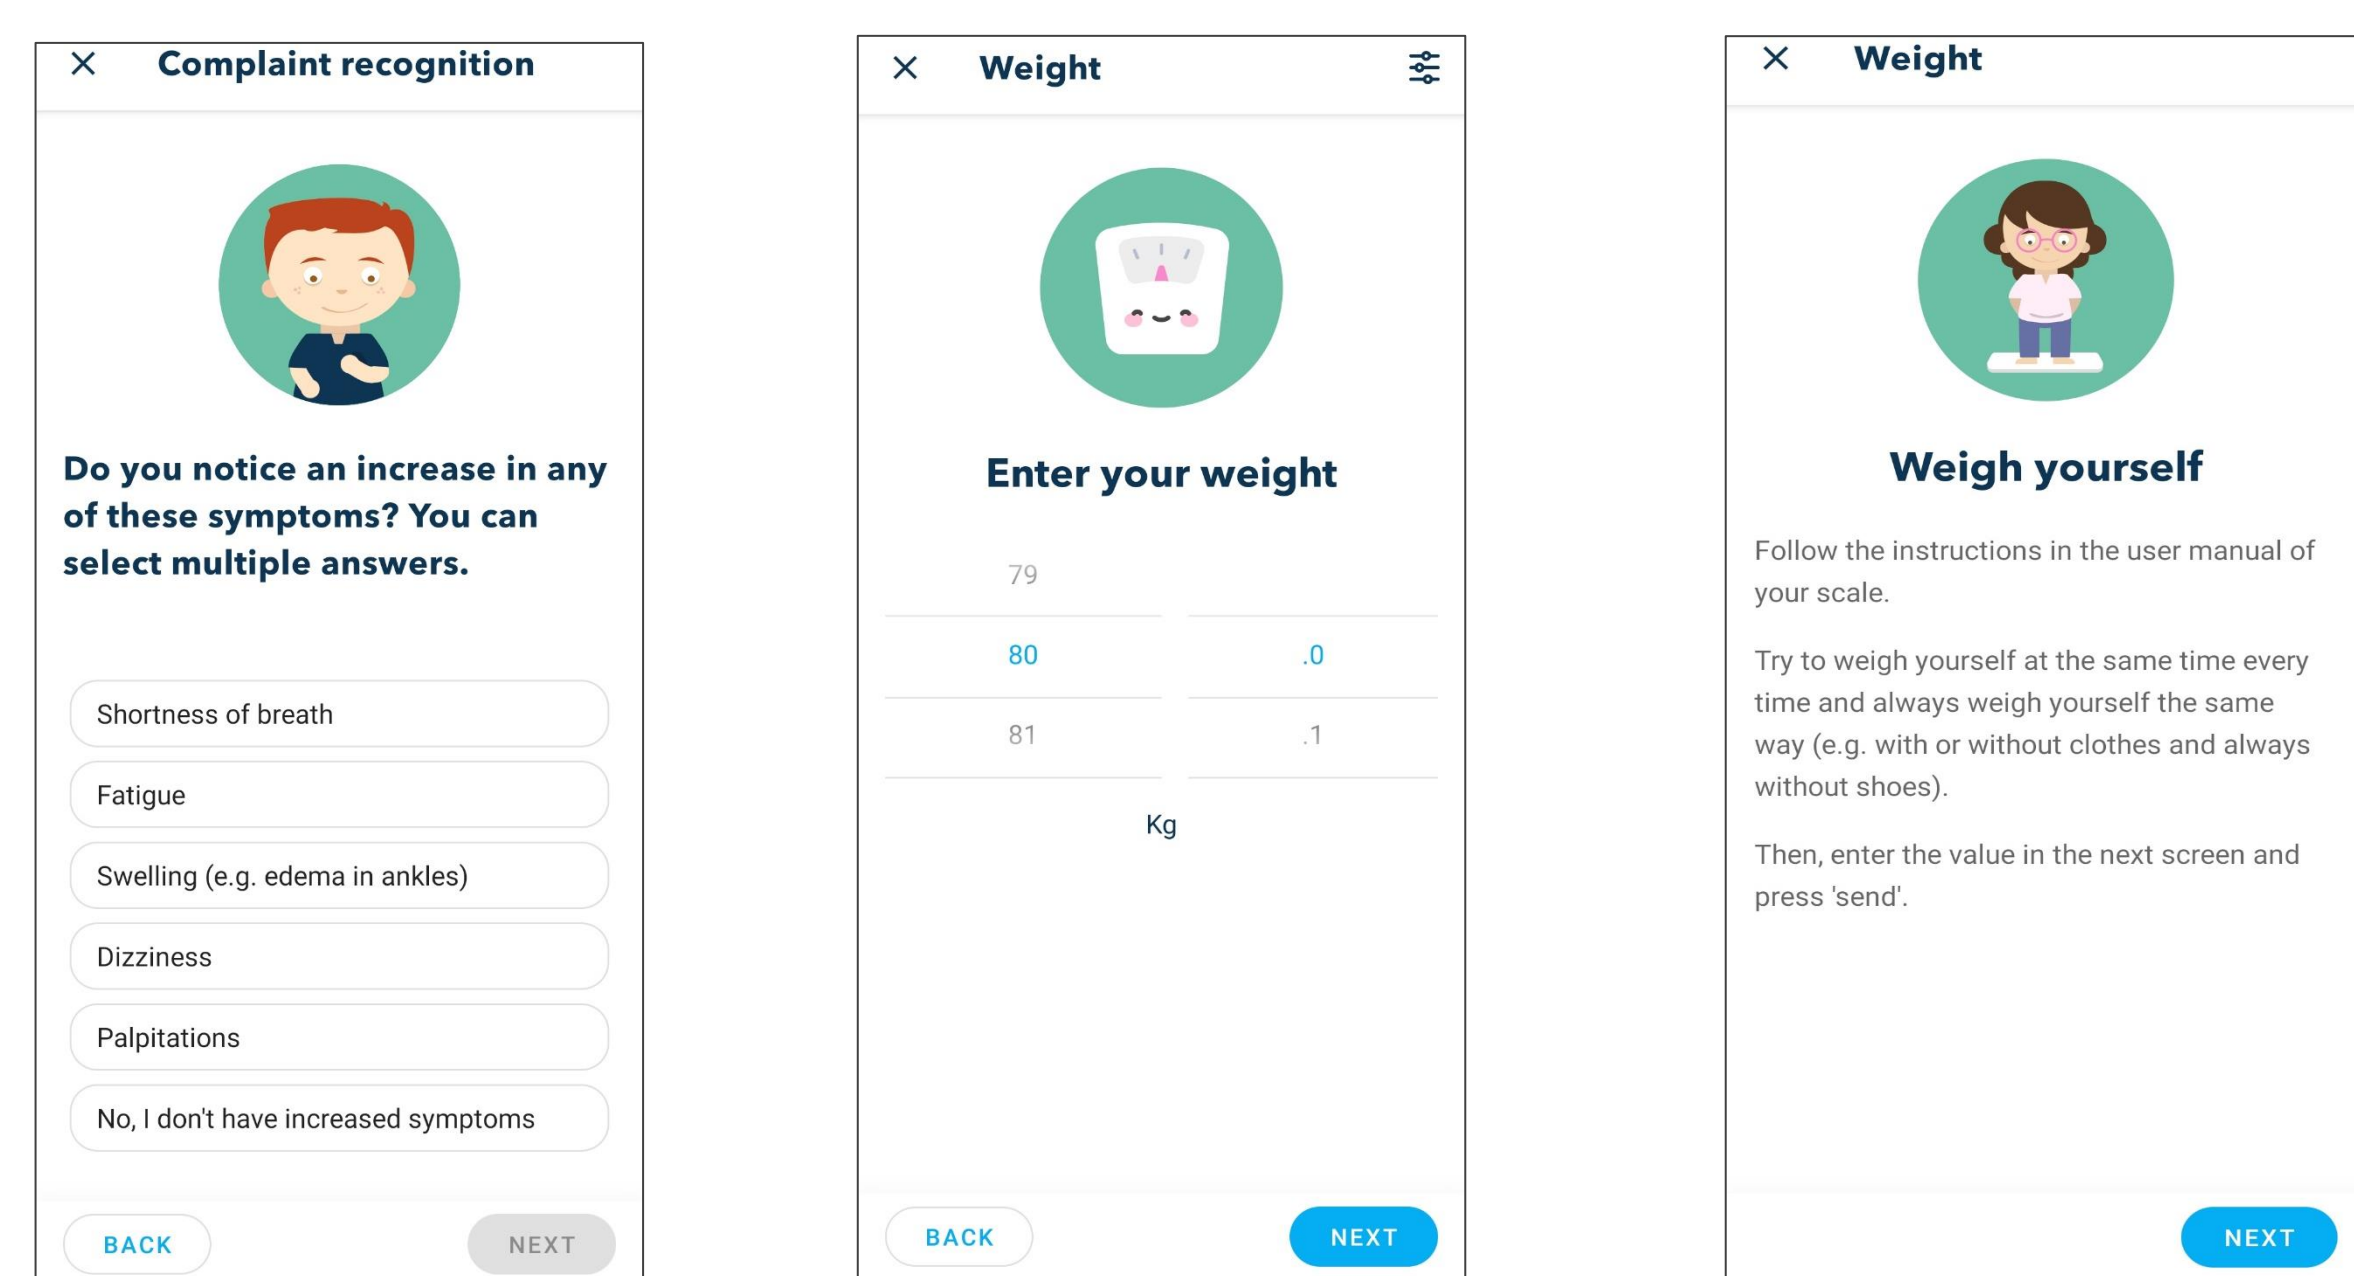 Complaint recognition
Do you notice an increase in any
of these symptoms? You can
select multiple answers.
Shortness of breath
Fatigue
Swelling (e.g. edema in ankles)
Dizziness
Palpitations
No, I don't have increased symptoms
BACK
NEXT
Weight
Enter your weight
79
80 .0
81 .1
Kg
BACK
NEXT
Weight
Weigh yourself
Follow the instructions in the user manual of
your scale.
Try to weigh yourself at the same time every
time and always weigh yourself the same
way (e.g. with or without clothes and always
without shoes).
Then, enter the value in the next screen and
press 'send'.
NEXT